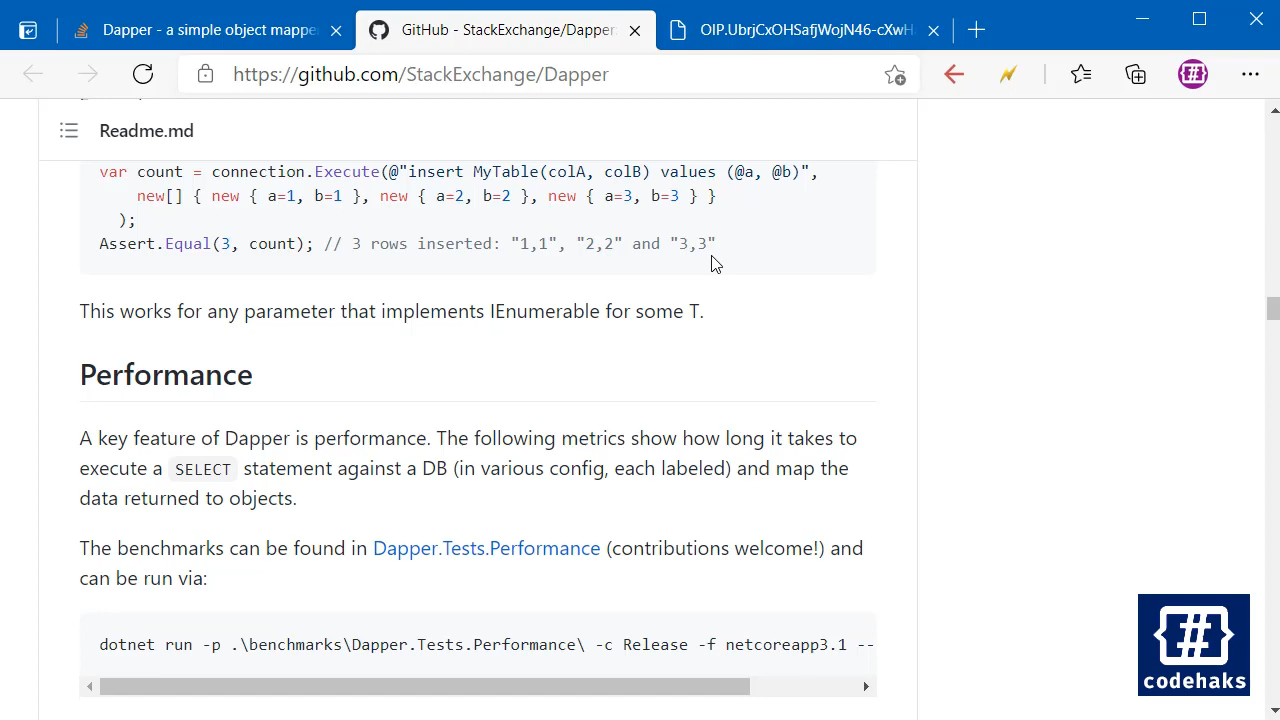 Dapper - a simple object mappe
GitHub - StackExchange/Dapper:
OIP.UbrjCxOHSafjWojN46-cXwH
https://github.com/StackExchange/Dapper
Readme.md
var count = connection.Execute(@"insert MyTable(colA, colB) values (@a, @b)",
new[] { new { a=1, b=1 }, new { a=2, b=2 }, new { a=3, b=3 } }
);
Assert.Equal(3, count); // 3 rows inserted: "1,1", "2,2" and "3,3"
This works for any parameter that implements IEnumerable for some T.
Performance
A key feature of Dapper is performance. The following metrics show how long it takes to
execute a SELECT statement against a DB (in various config, each labeled) and map the
data returned to objects.
The benchmarks can be found in Dapper.Tests.Performance (contributions welcome!) and
can be run via:
dotnet run -p .\benchmarks\Dapper.Tests.Performance\ -c Release -f netcoreapp3.1 --
{#}
codehaks